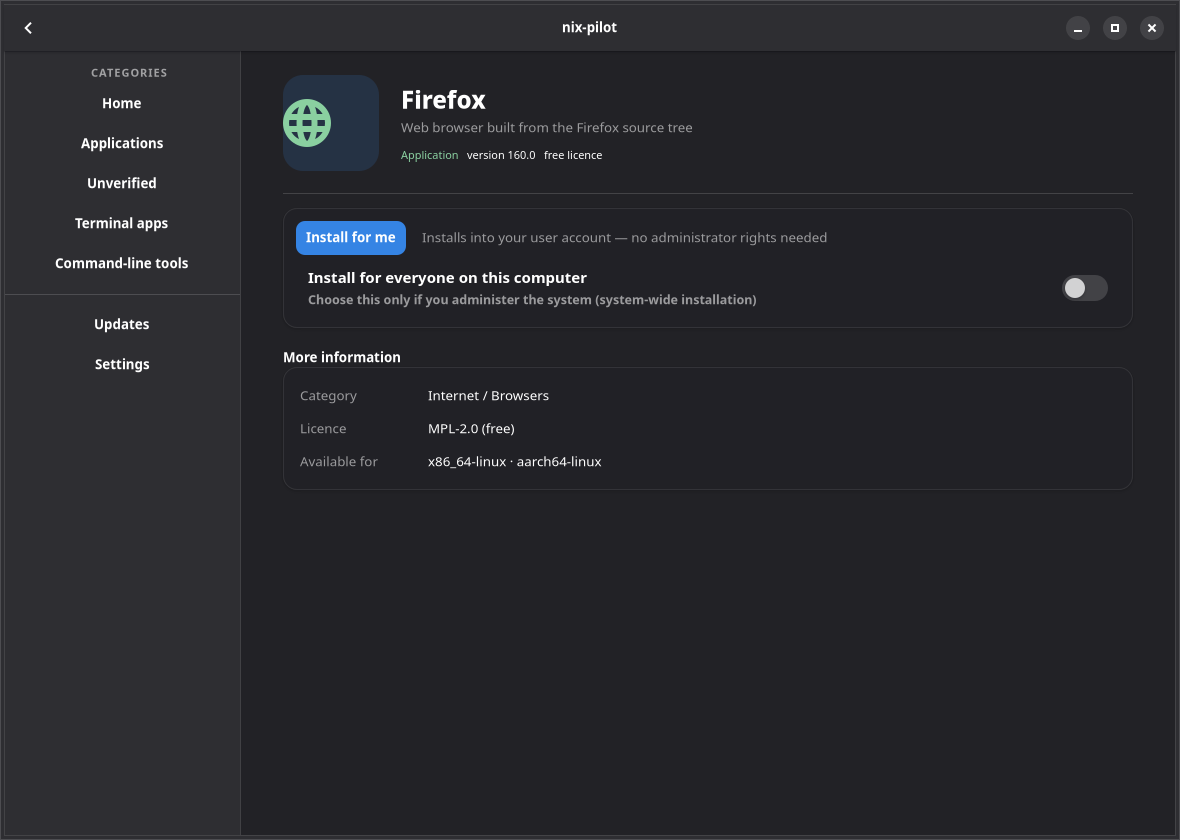 nix-pilot
CATEGORIES
Home
Applications
Unverified
Terminal apps
Command-line tools
Updates
Settings
Firefox
Web browser built from the Firefox source tree
Application version 160.0 free licence
Install for me Installs into your user account — no administrator rights needed
Install for everyone on this computer
Choose this only if you administer the system (system-wide installation)
More information
Category Internet / Browsers
Licence MPL-2.0 (free)
Available for x86_64-linux · aarch64-linux